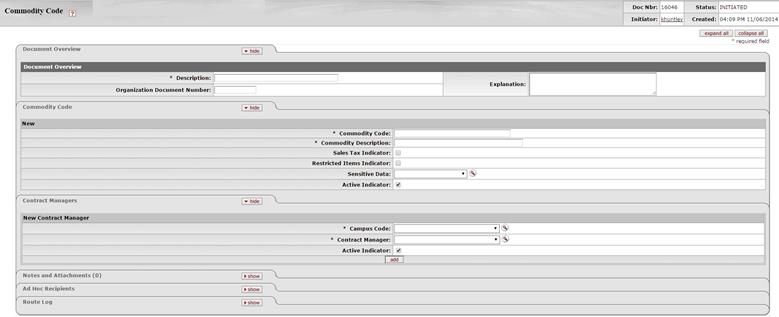 Commodity Code ?
Doc Nbr: 16046 Status: INITIATED
Initiator: khuntley Created: 04:09 PM 11/06/2014
expand all collapse all
* required field
Document Overview hide
Document Overview
* Description:
Explanation:
Organization Document Number:
Commodity Code hide
New
* Commodity Code:
* Commodity Description:
Sales Tax Indicator:
Restricted Items Indicator:
Sensitive Data:
Active Indicator:
Contract Managers hide
New Contract Manager
* Campus Code:
* Contract Manager:
Active Indicator:
add
Notes and Attachments (0) show
Ad Hoc Recipients show
Route Log show